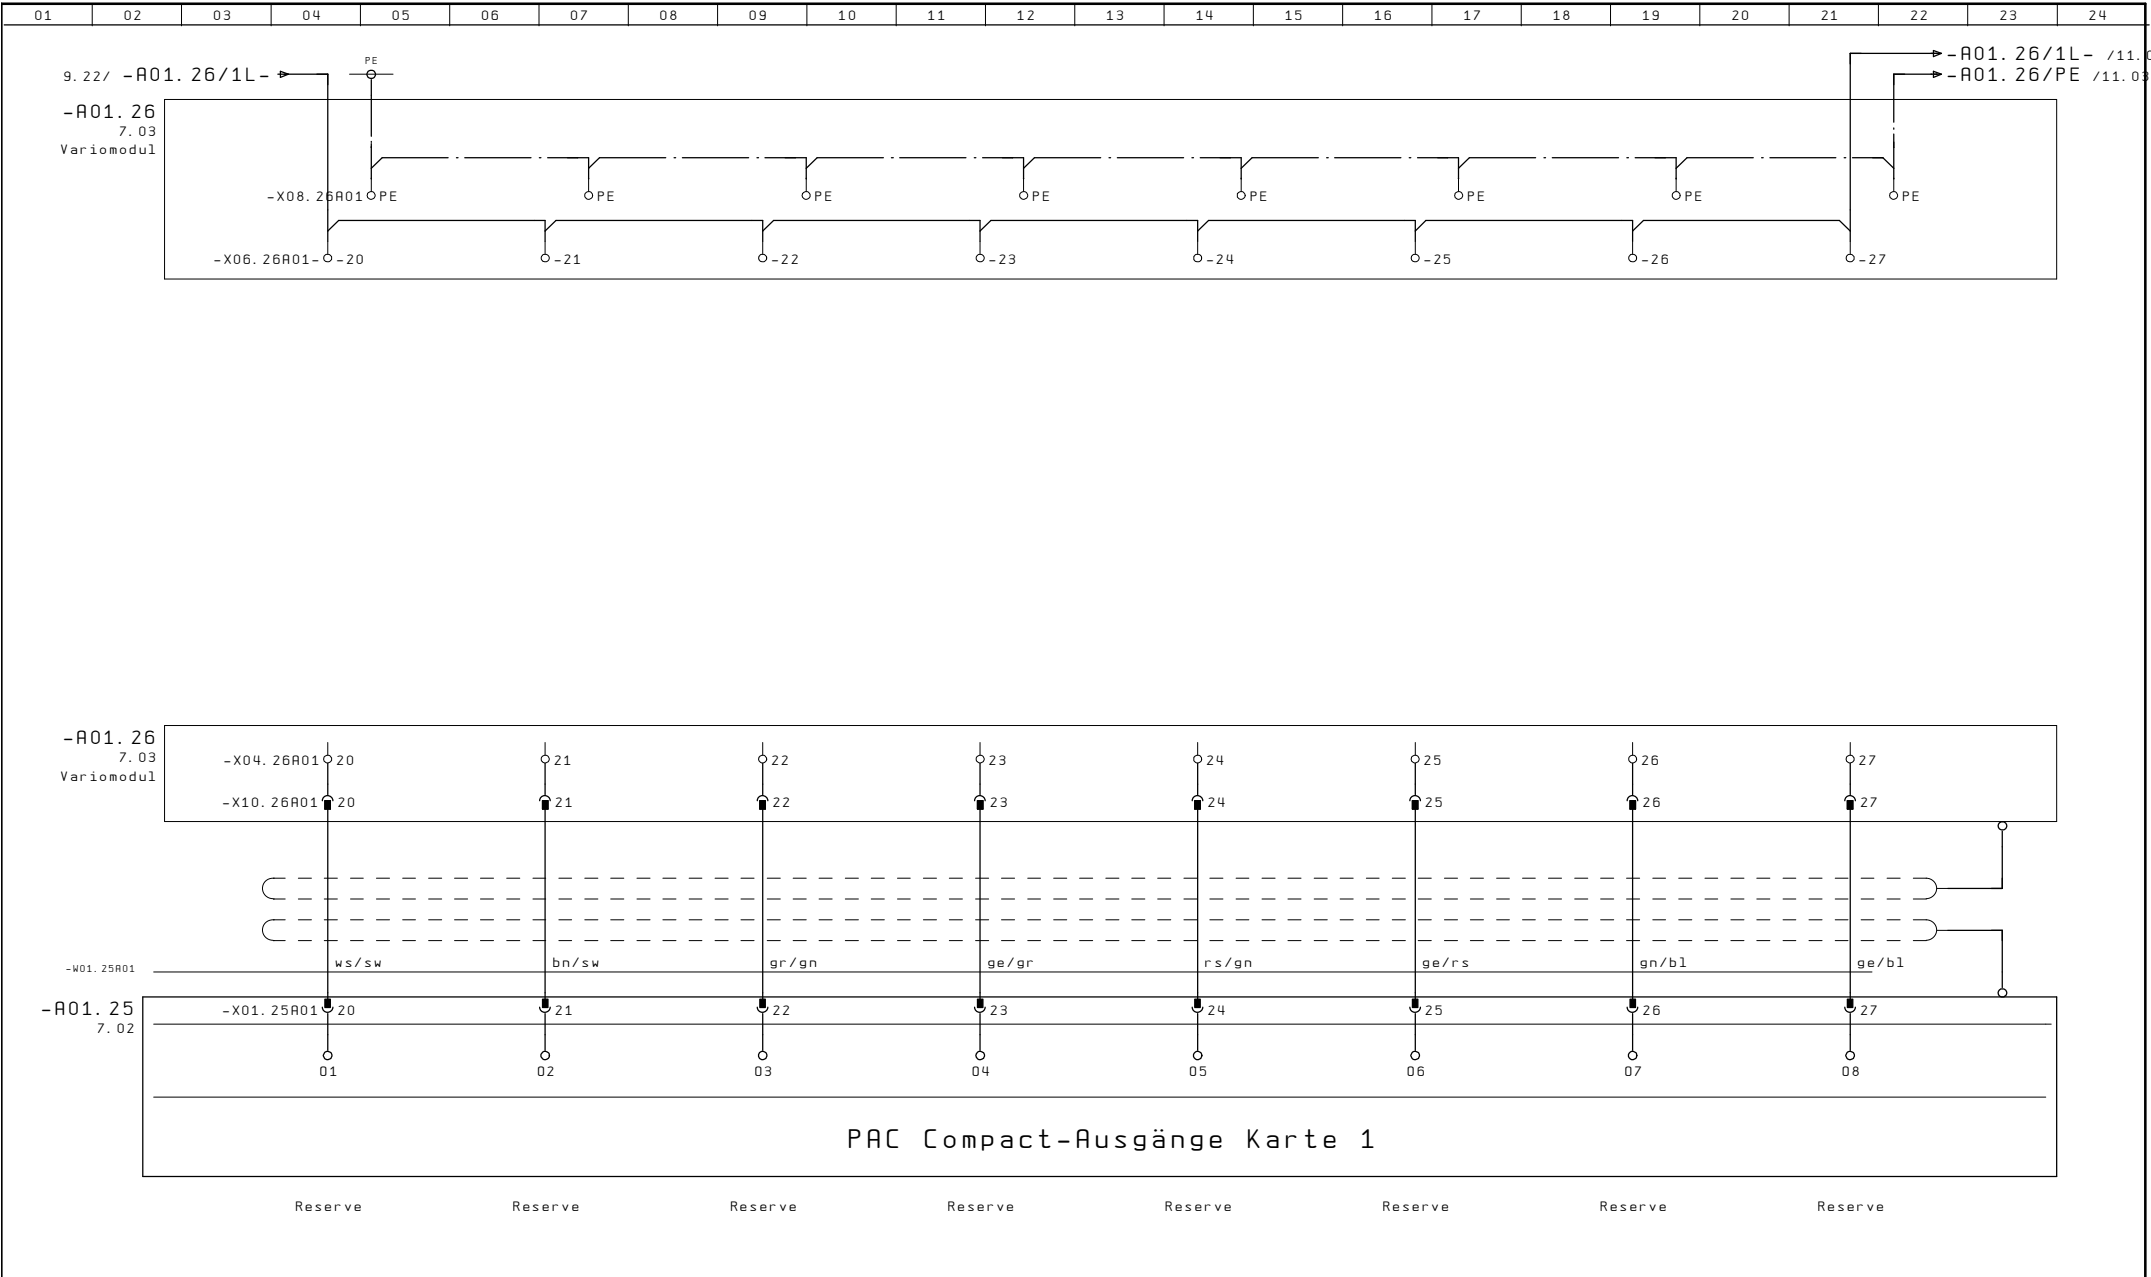 01 02 03 04 05 06 07 08 09 10 11 12 13 14 15 16 17 18 19 20 21 22 23 24
-A01.26/1L- /11.0
9.22/ -A01.26/1L- PE -A01.26/PE /11.03
-A01.26
7.03
Variomodul
-X08.26A01 PE PE PE PE PE PE PE PE
-X06.26A01- -20 -21 -22 -23 -24 -25 -26 -27
-A01.26
7.03
Variomodul
-X04.26A01 20 21 22 23 24 25 26 27
-X10.26A01 20 21 22 23 24 25 26 27
-W01.25A01 ws/sw bn/sw gr/gn ge/gr rs/gn ge/rs gn/bl ge/bl
-A01.25
7.02
-X01.25A01 20 21 22 23 24 25 26 27
01 02 03 04 05 06 07 08
PAC Compact-Ausgänge Karte 1
Reserve Reserve Reserve Reserve Reserve Reserve Reserve Reserve